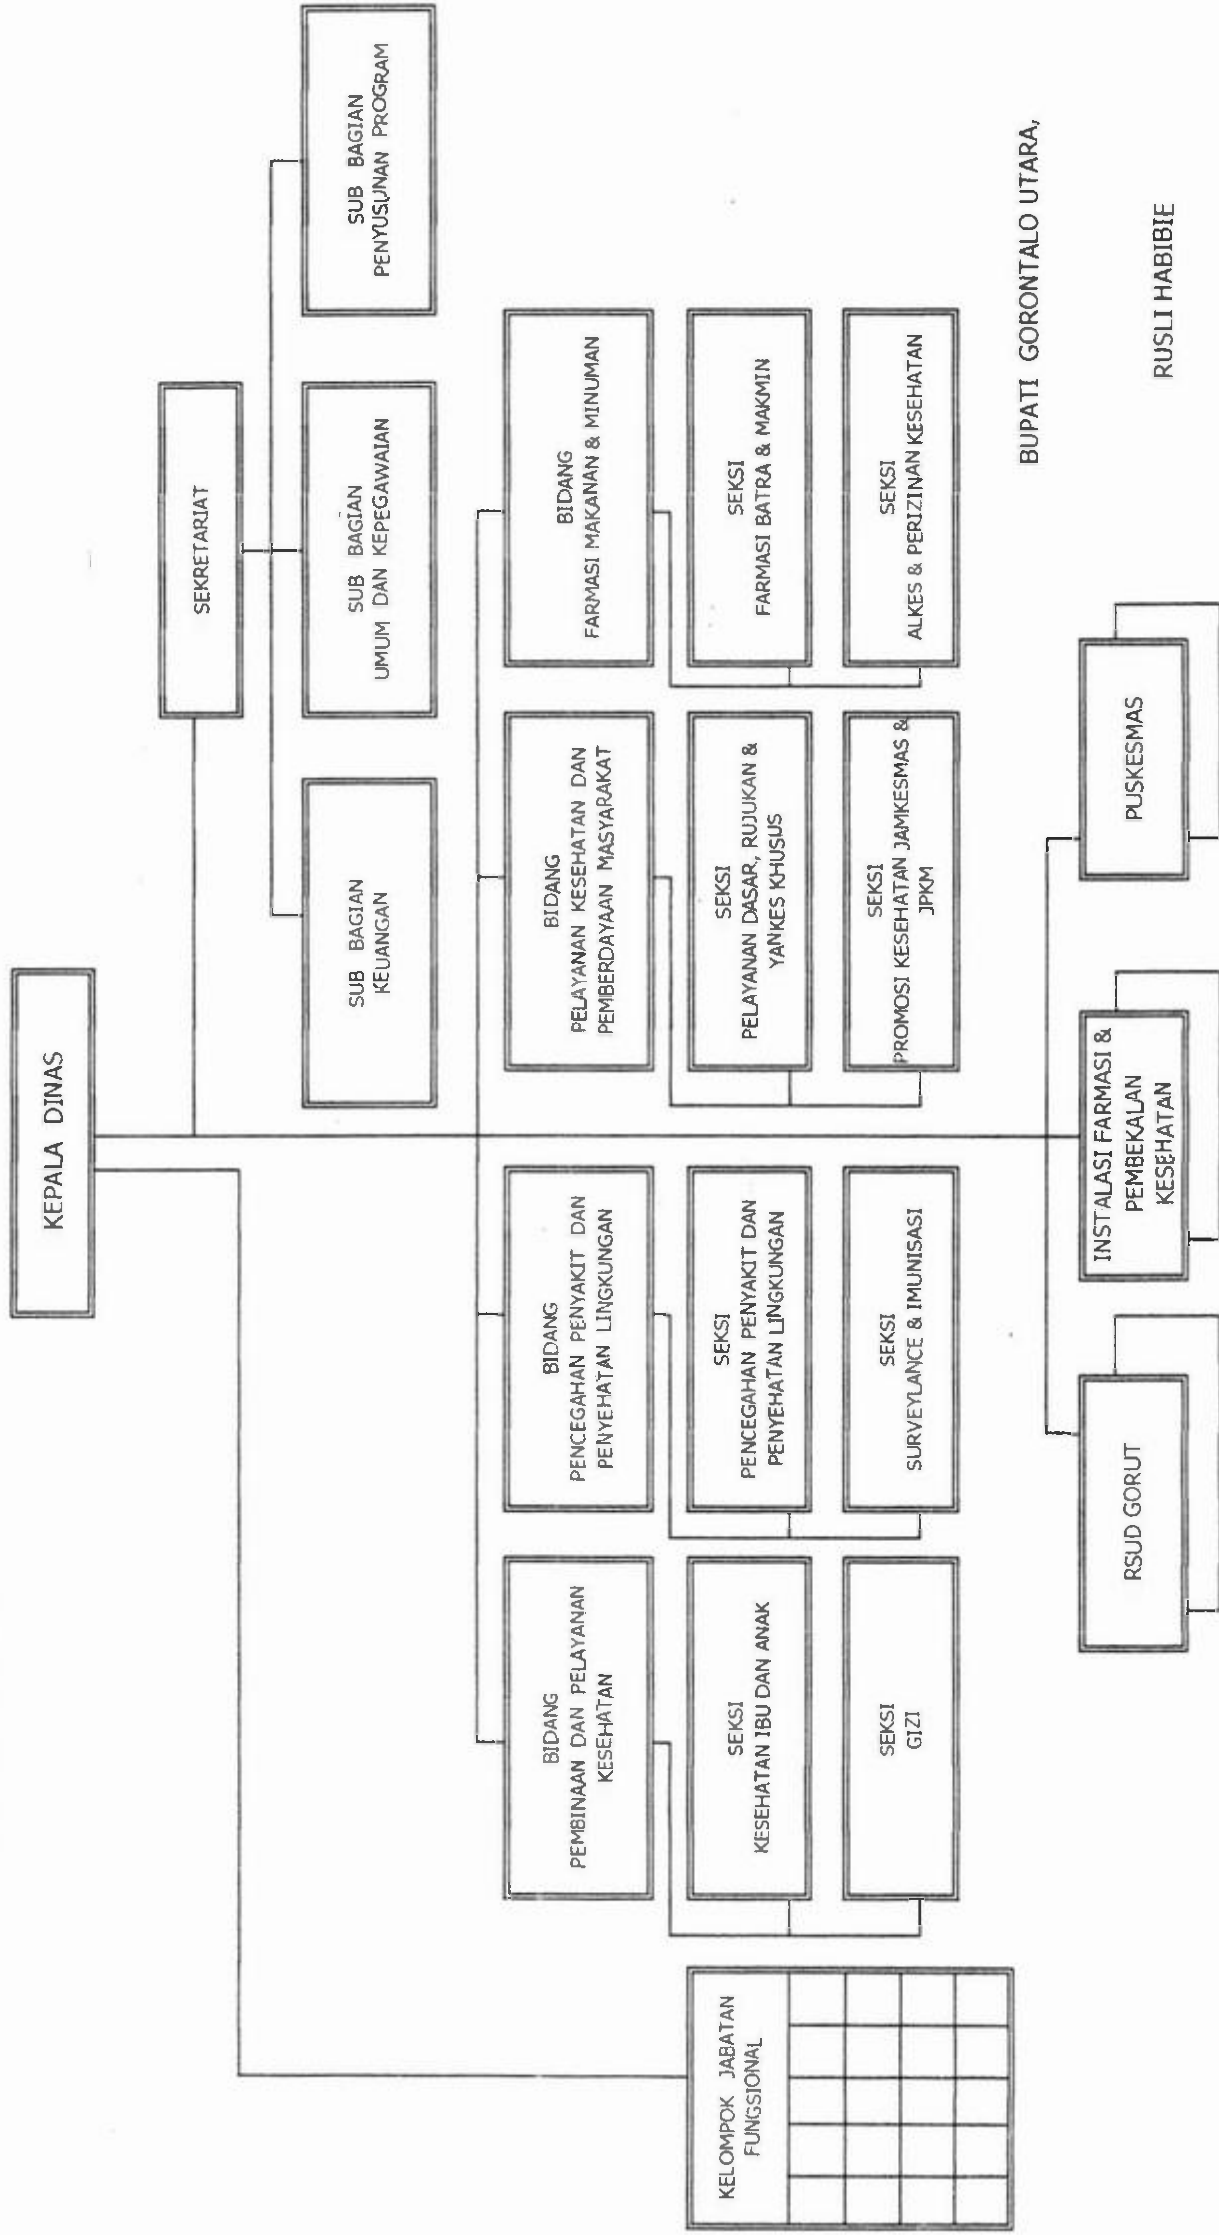 KEPALA DINAS
SEKRETARIAT
SUB BAGIAN
KEUANGAN
SUB BAGIAN
UMUM DAN KEPEGAWAIAN
SUB BAGIAN
PENYUSUNAN PROGRAM
BIDANG
PEMBINAAN DAN PELAYANAN
KESEHATAN
BIDANG
PENCEGAHAN PENYAKIT DAN
PENYEHATAN LINGKUNGAN
BIDANG
PELAYANAN KESEHATAN DAN
PEMBERDAYAAN MASYARAKAT
BIDANG
FARMASI MAKANAN & MINUMAN
KELOMPOK JABATAN
FUNGSIONAL
SEKSI
KESEHATAN IBU DAN ANAK
SEKSI
PENCEGAHAN PENYAKIT DAN
PENYEHATAN LINGKUNGAN
SEKSI
PELAYANAN DASAR, RUJUKAN &
YANKES KHUSUS
SEKSI
FARMASI BATRA & MAKMIN
SEKSI
GIZI
SEKSI
SURVEYLANCE & IMUNISASI
SEKSI
PROMOSI KESEHATAN JAMKESMAS &
JPKM
SEKSI
ALKES & PERIZINAN KESEHATAN
RSUD GORUT
INSTALASI FARMASI &
PEMBEKALAN
KESEHATAN
PUSKESMAS
BUPATI GORONTALO UTARA,
RUSLI HABIBIE